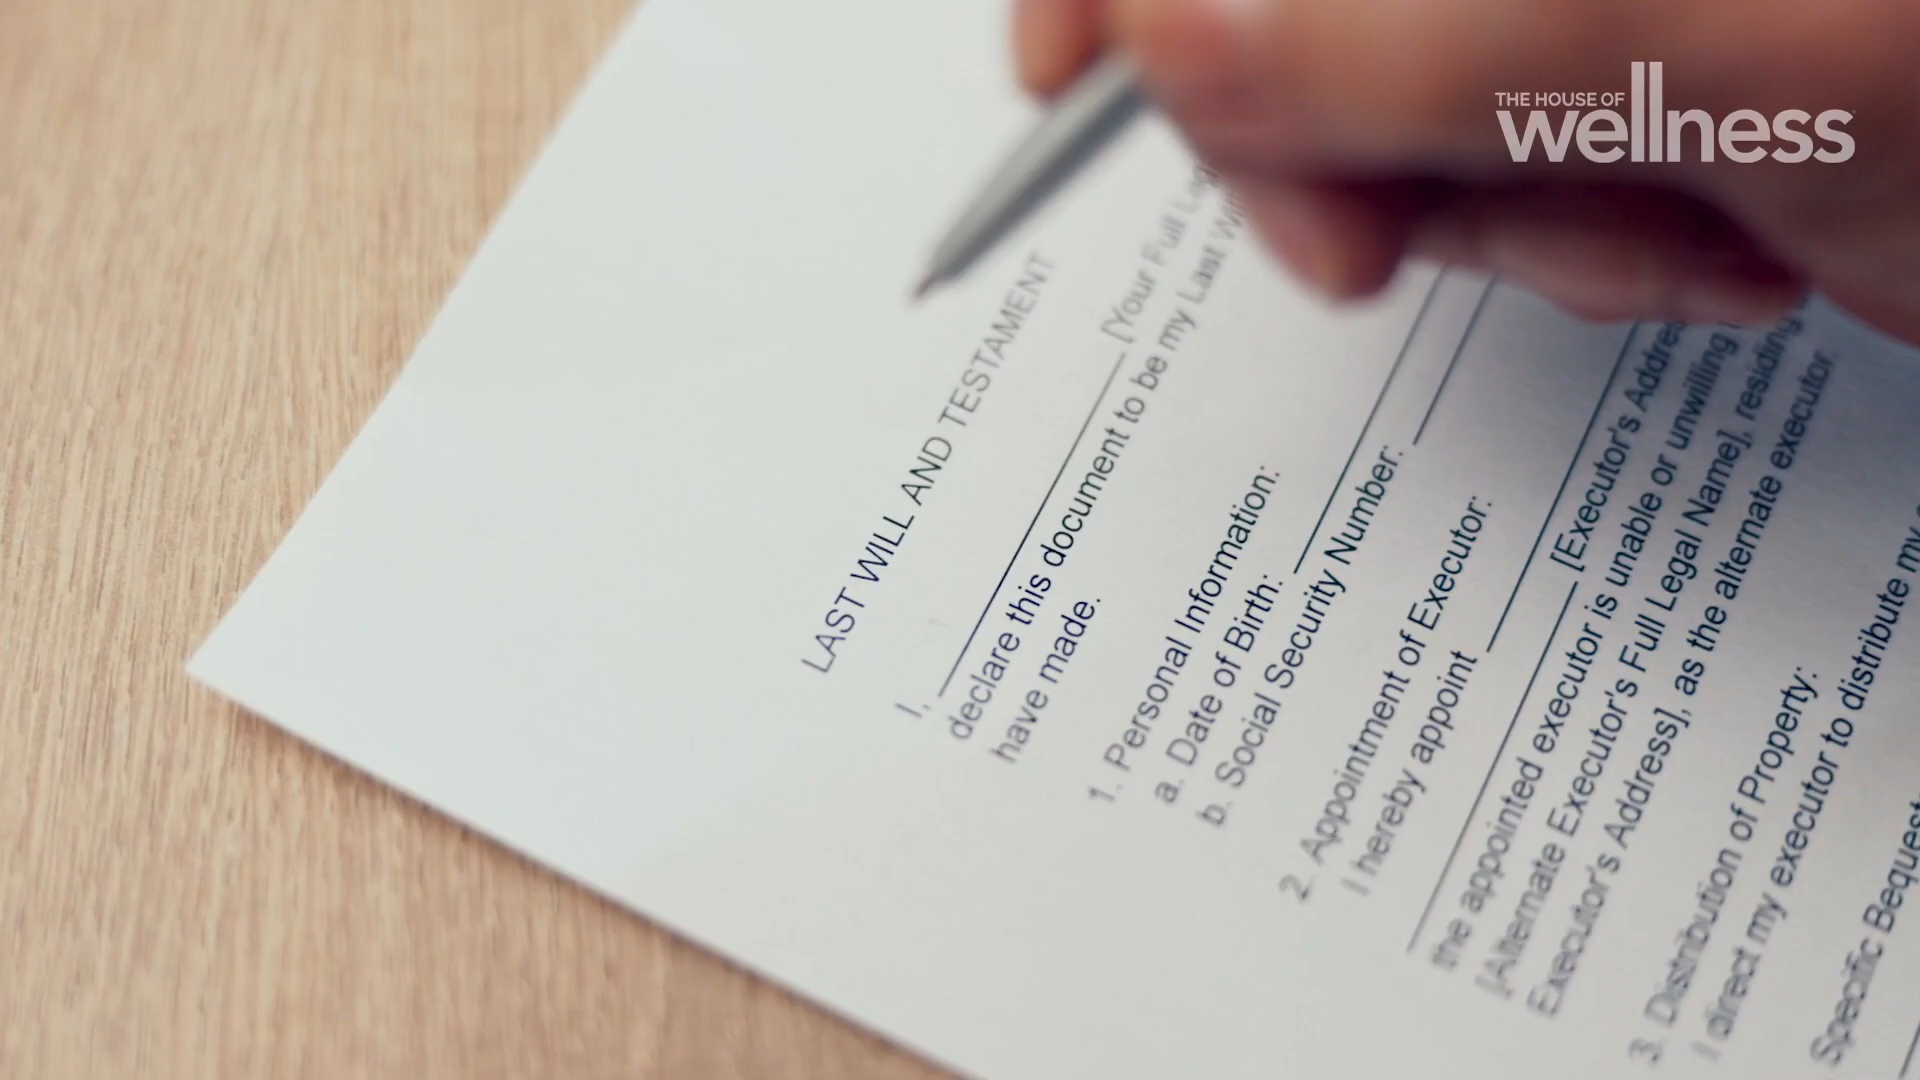 THE HOUSE OF
wellness
LAST WILL AND TESTAMENT
I, [Your Full
declare this document to be my Last
have made.
1. Personal Information:
a. Date of Birth:
b. Social Security Number:
2. Appointment of Executor:
I hereby appoint
[Executor's
the appointed executor is unable or unwilling
[Alternate Executor's Full Legal Name], residing
Executor's Address], as the alternate executor.
3. Distribution of Property:
I direct my executor to distribute my
Specific